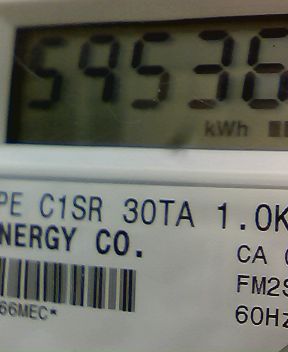 59536
kWh
PE C1SR 30TA 1.0K
NERGY CO.
CA
FM2S
66MEC*
60Hz